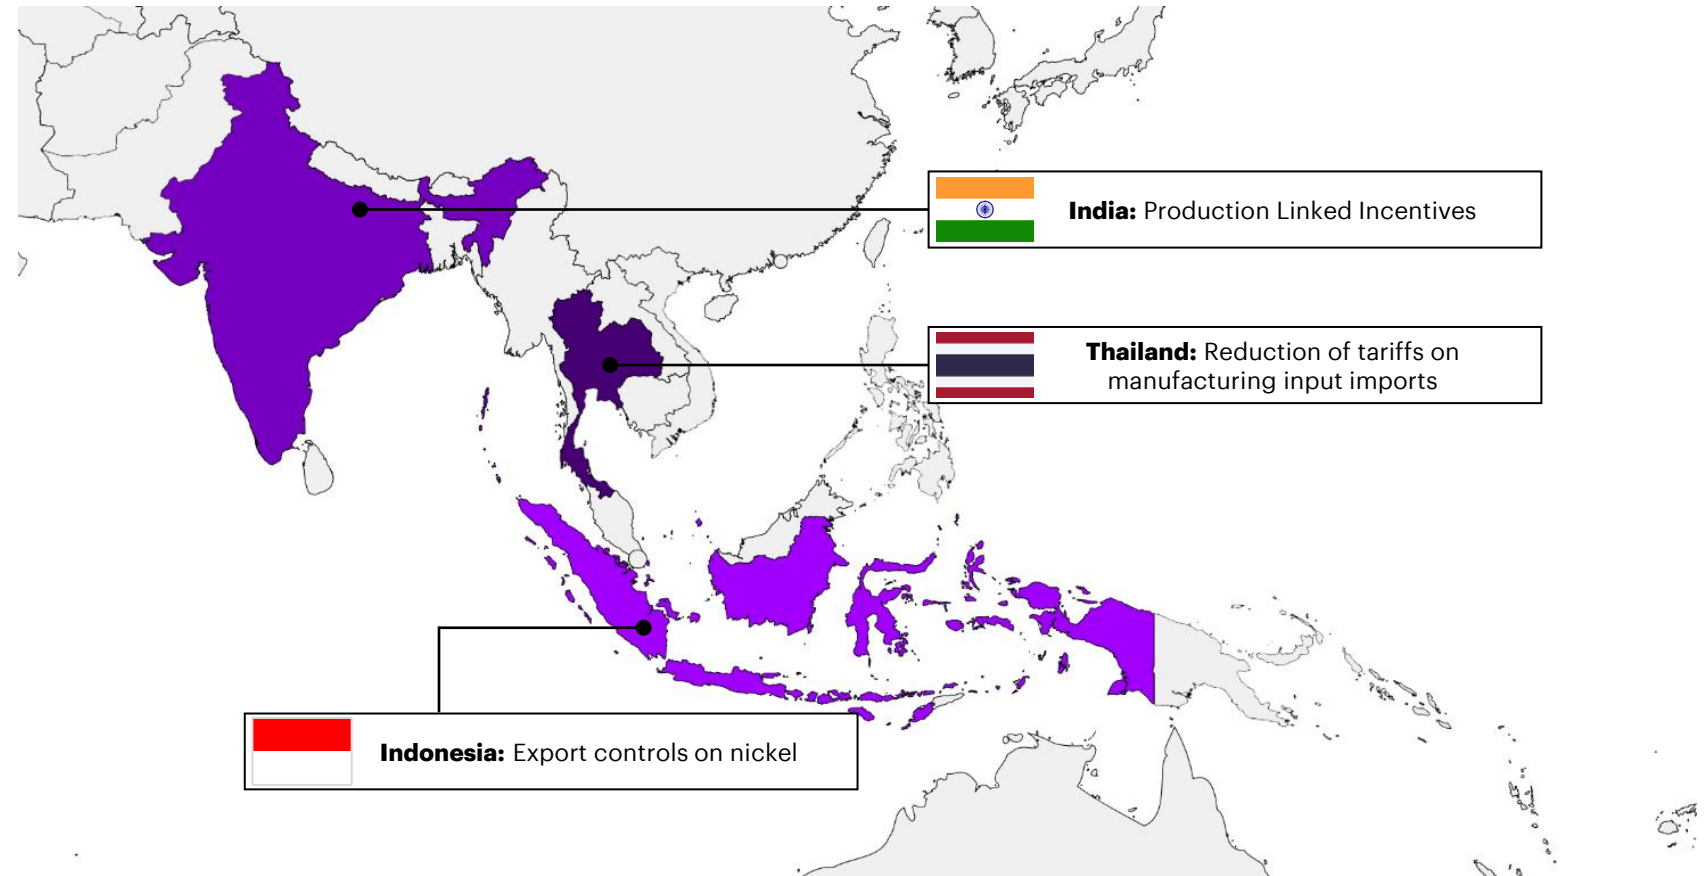 India: Production Linked Incentives
Thailand: Reduction of tariffs on
manufacturing input imports
Indonesia: Export controls on nickel